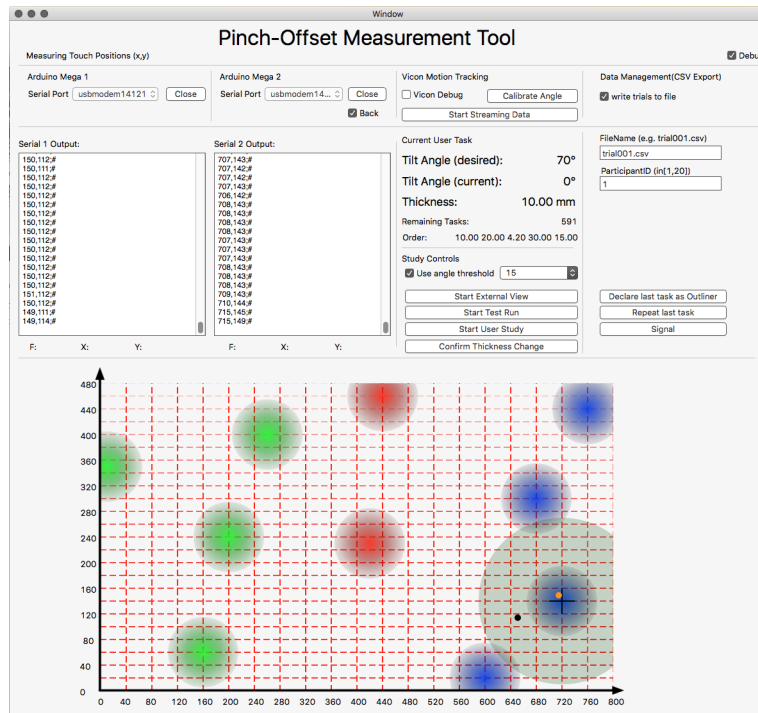 Window
Pinch-Offset Measurement Tool
Measuring Touch Positions (x,y)
Debu
Arduino Mega 1
Serial Port usbmodem14121 Close
Arduino Mega 2
Serial Port usbmodem14... Close
Back
Vicon Motion Tracking
Vicon Debug Calibrate Angle
Start Streaming Data
Data Management(CSV Export)
write trials to file
Serial 1 Output:
150,112;#
150,111;#
150,112;#
150,112;#
150,112;#
150,112;#
150,112;#
150,112;#
150,112;#
150,112;#
150,112;#
150,112;#
150,112;#
150,112;#
151,112;#
149,111;#
149,114;#
F: X: Y:
Serial 2 Output:
707,143;#
707,142;#
707,142;#
706,142;#
708,143;#
708,143;#
708,143;#
707,143;#
707,143;#
707,142;#
707,143;#
708,143;#
708,143;#
708,143;#
709,143;#
710,144;#
715,145;#
715,149;#
F: X: Y:
Current User Task
Tilt Angle (desired): 70°
Tilt Angle (current): 0°
Thickness: 10.00 mm
Remaining Tasks: 591
Order: 10.00 20.00 4.20 30.00 15.00
Study Controls
Use angle threshold 15
Start External View
Start Test Run
Start User Study
Confirm Thickness Change
FileName (e.g. trial001.csv)
trial001.csv
ParticipantID (in[1,20])
1
Declare last task as Outliner
Repeat last task
Signal
480
440
400
360
320
280
240
200
160
120
80
40
0
0 40 80 120 160 200 240 280 320 360 400 440 480 520 560 600 640 680 720 760 800